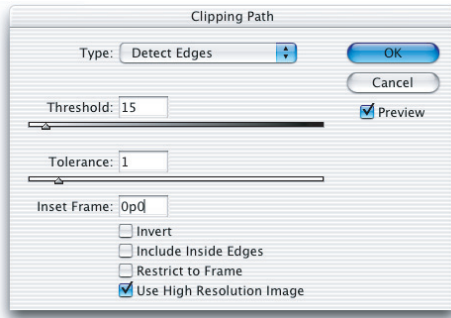 Clipping Path
Type: Detect Edges
OK
Cancel
Threshold: 15
Preview
Tolerance: 1
Inset Frame: 0p0
Invert
Include Inside Edges
Restrict to Frame
Use High Resolution Image